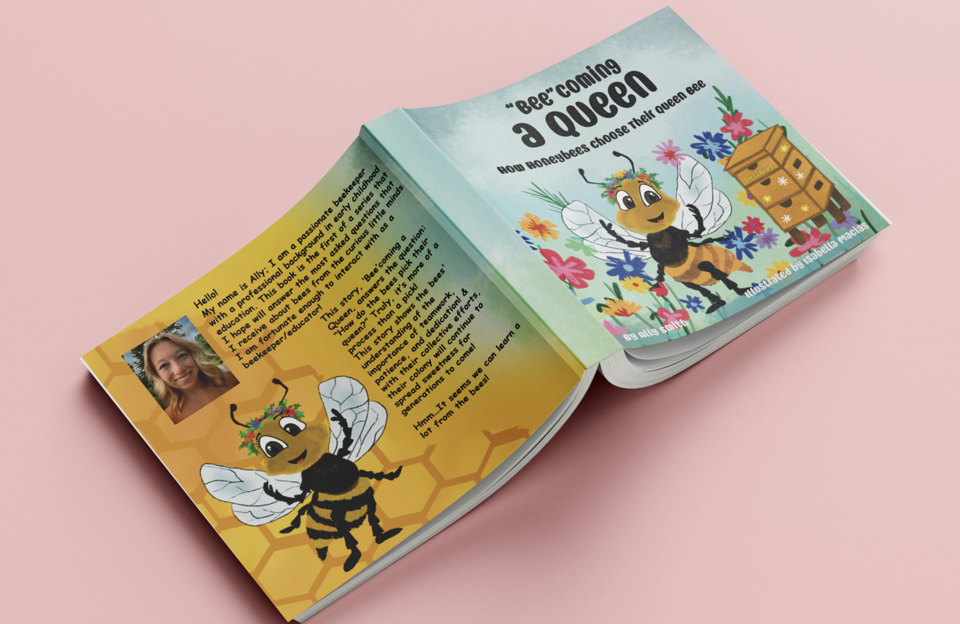 "Bee"coming
a Queen
How Honeybees Choose Their Queen Bee
By Ally Smith
Illustrated by Isabella Macias
Hello!
My name is Ally, I am a passionate beekeeper
with a professional background in early childhood
education. This book is the first of a series that
I hope will answer the most asked questions that
I receive about bees from the curious little minds
I am fortunate enough to interact with as a
beekeeper/educator!
This story, 'Bee'coming a
Queen' answers the question:
"How do the bees pick their
queen?" Truly, it's more of a
process than a pick!
This story shows the bees'
understanding of the
importance of teamwork,
patience, and dedication! &
with their collective efforts,
their colony will continue to
spread sweetness for
generations to come!
Hmm...It seems we can learn a
lot from the bees!